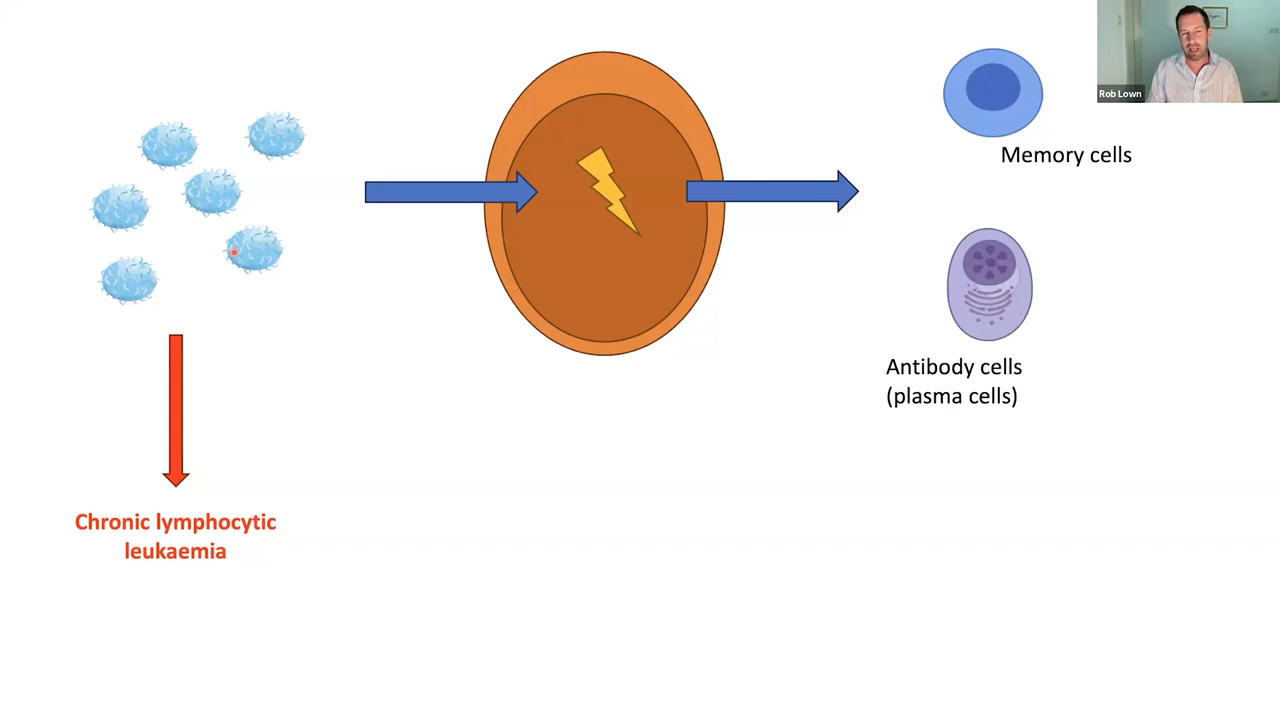 Rob Lown
Memory cells
Antibody cells
(plasma cells)
Chronic lymphocytic
leukaemia